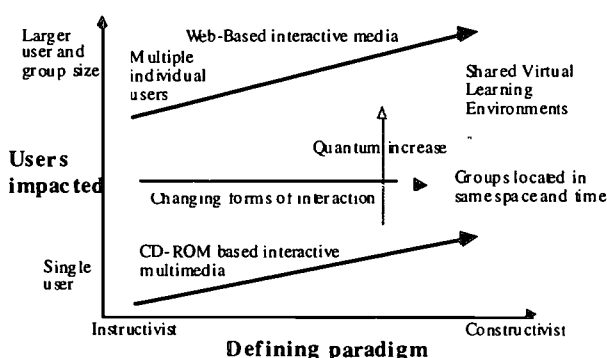 Larger
user and
group size
Web-Based interactive media
Multiple
individual
users
Shared Virtual
Learning
Environments
Quantum increase
Users
impacted
Changing forms of interaction
Groups located in
same space and time
CD-ROM based interactive
multimedia
Single
user
Instructivist
Constructivist
Defining paradigm